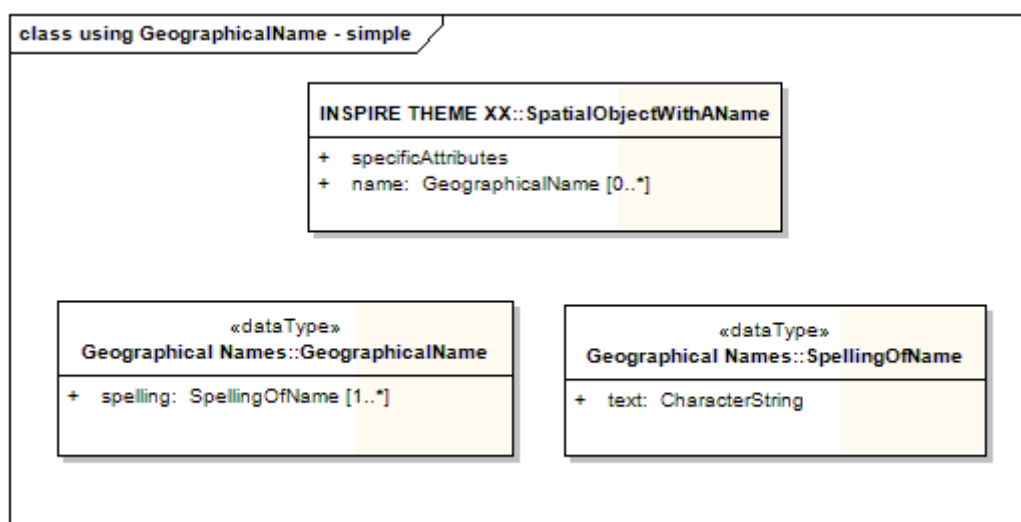 class using GeographicalName - simple
INSPIRE THEME XX::SpatialObjectWithAName
+ specificAttributes
+ name: GeographicalName [0..*]
«dataType»
Geographical Names::GeographicalName
+ spelling: SpellingOfName [1..*]
«dataType»
Geographical Names::SpellingOfName
+ text: CharacterString